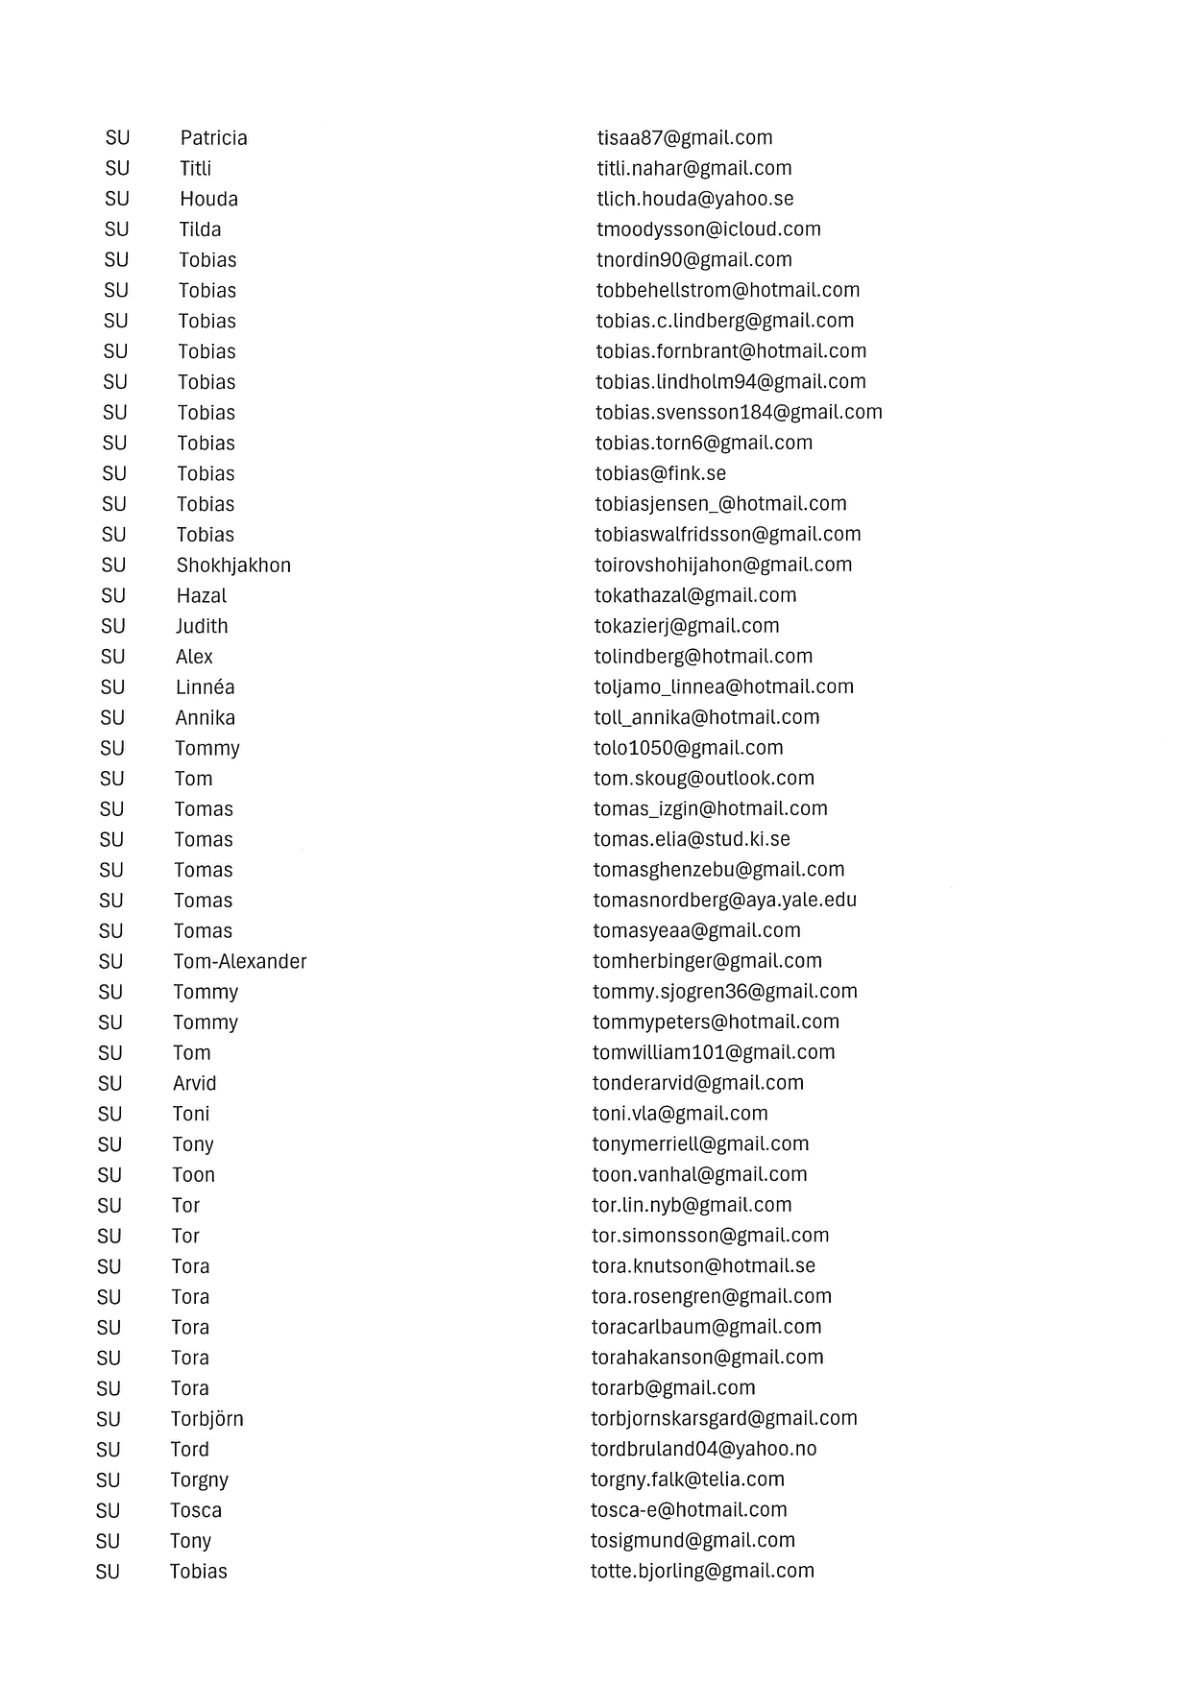 SU Patricia tisaa87@gmail.com
SU Titli titli.nahar@gmail.com
SU Houda tlich.houda@yahoo.se
SU Tilda tmoodysson@icloud.com
SU Tobias tnordin90@gmail.com
SU Tobias tobbehellstrom@hotmail.com
SU Tobias tobias.c.lindberg@gmail.com
SU Tobias tobias.fornbrant@hotmail.com
SU Tobias tobias.lindholm94@gmail.com
SU Tobias tobias.svensson184@gmail.com
SU Tobias tobias.torn6@gmail.com
SU Tobias tobias@fink.se
SU Tobias tobiasjensen_@hotmail.com
SU Tobias tobiaswalfridsson@gmail.com
SU Shokhjakhon toirovshohijahon@gmail.com
SU Hazal tokathazal@gmail.com
SU Judith tokazierj@gmail.com
SU Alex tolindberg@hotmail.com
SU Linnéa toljamo_linnea@hotmail.com
SU Annika toll_annika@hotmail.com
SU Tommy tolo1050@gmail.com
SU Tom tom.skoug@outlook.com
SU Tomas tomas_izgin@hotmail.com
SU Tomas tomas.elia@stud.ki.se
SU Tomas tomasghenzebu@gmail.com
SU Tomas tomasnordberg@aya.yale.edu
SU Tomas tomasyeaa@gmail.com
SU Tom-Alexander tomherbinger@gmail.com
SU Tommy tommy.sjogren36@gmail.com
SU Tommy tommypeters@hotmail.com
SU Tom tomwilliam101@gmail.com
SU Arvid tonderarvid@gmail.com
SU Toni toni.vla@gmail.com
SU Tony tonymerriell@gmail.com
SU Toon toon.vanhal@gmail.com
SU Tor tor.lin.nyb@gmail.com
SU Tor tor.simonsson@gmail.com
SU Tora tora.knutson@hotmail.se
SU Tora tora.rosengren@gmail.com
SU Tora toracarlbaum@gmail.com
SU Tora torahakanson@gmail.com
SU Tora torarb@gmail.com
SU Torbjörn torbjornskarsgard@gmail.com
SU Tord tordbruland04@yahoo.no
SU Torgny torgny.falk@telia.com
SU Tosca tosca-e@hotmail.com
SU Tony tosigmund@gmail.com
SU Tobias totte.bjorling@gmail.com